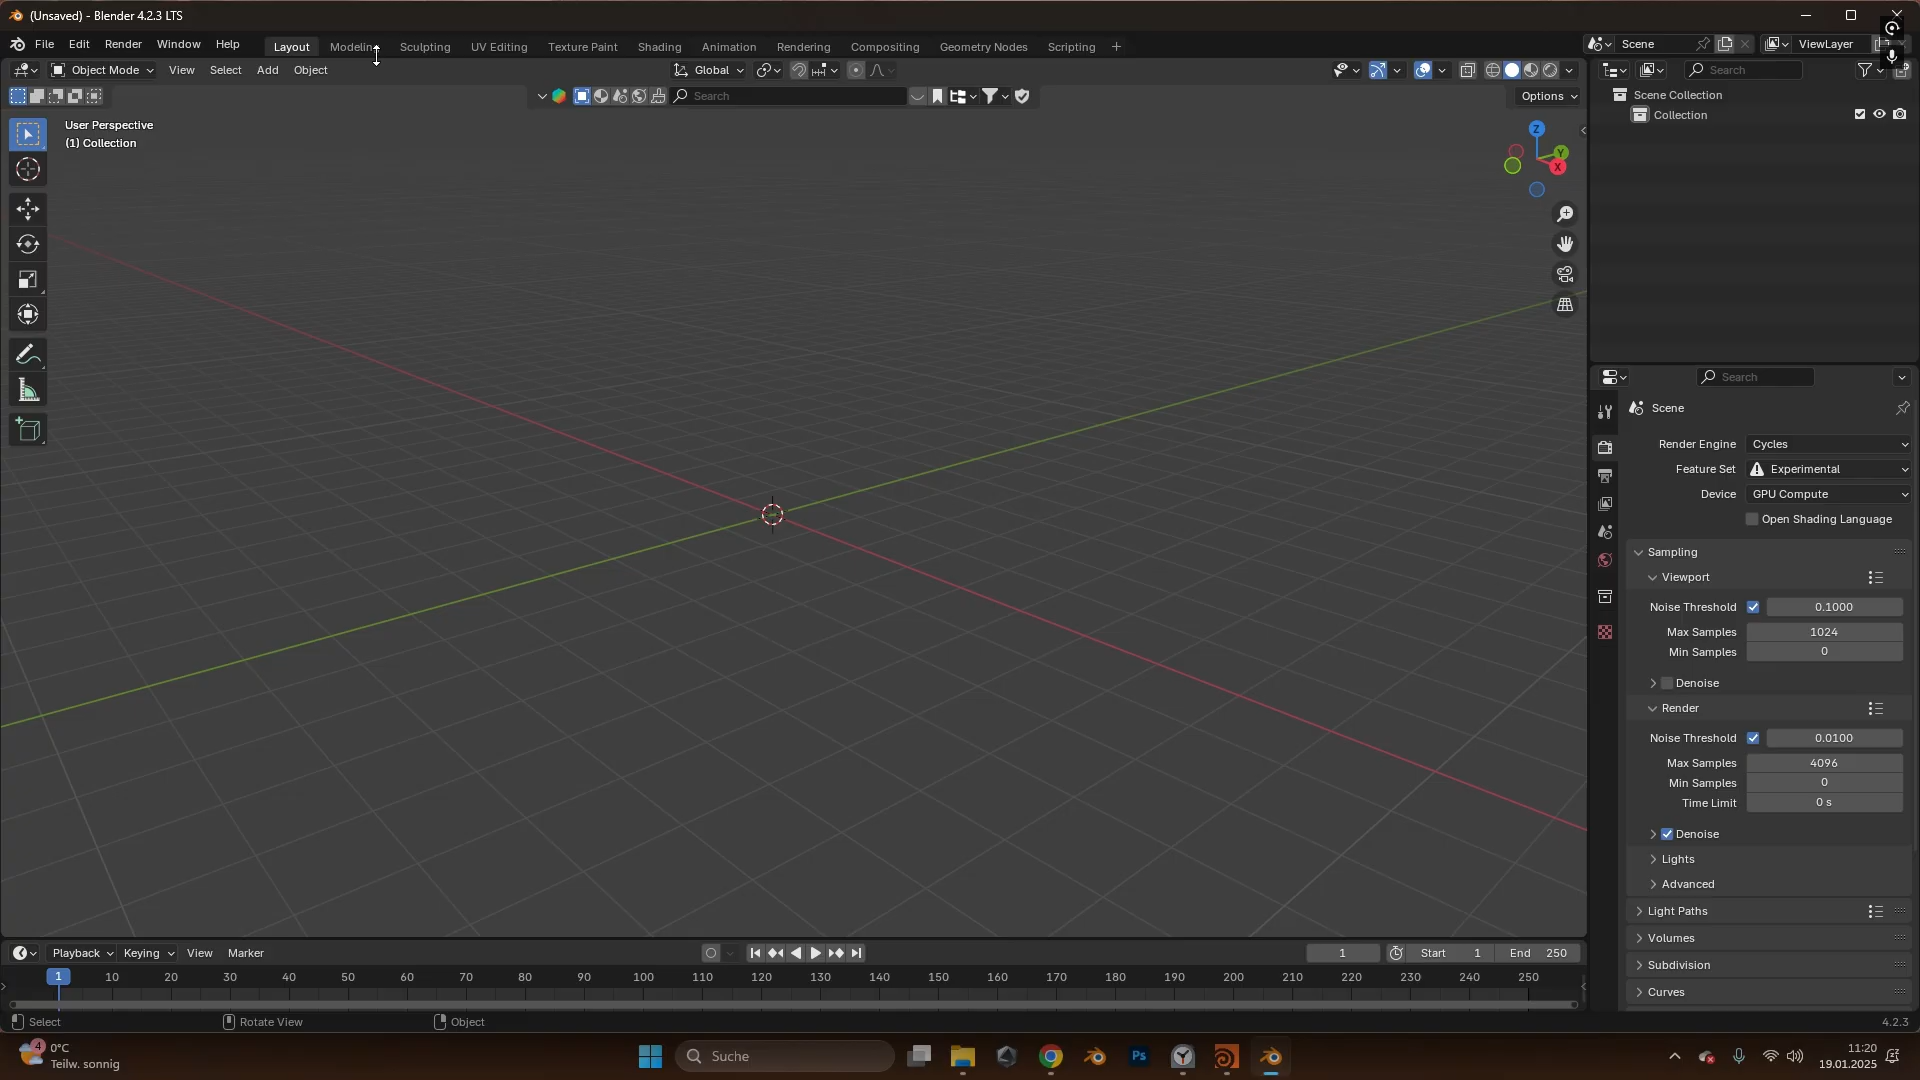 (Unsaved) - Blender 4.2.3 LTS
File Edit Render Window Help Layout Modeling Sculpting UV Editing Texture Paint Shading Animation Rendering Compositing Geometry Nodes Scripting + Scene ViewLayer
Object Mode View Select Add Object Global Search
Search Options
User Perspective
(1) Collection
Z
Y
X
Scene Collection
Collection
Search
Scene
Render Engine Cycles
Feature Set Experimental
Device GPU Compute
Open Shading Language
Sampling
Viewport
Noise Threshold 0.1000
Max Samples 1024
Min Samples 0
Denoise
Render
Noise Threshold 0.0100
Max Samples 4096
Min Samples 0
Time Limit 0 s
Denoise
Lights
Advanced
Light Paths
Volumes
Subdivision
Curves
Playback Keying View Marker 1 Start 1 End 250
1 10 20 30 40 50 60 70 80 90 100 110 120 130 140 150 160 170 180 190 200 210 220 230 240 250
Select Rotate View Object 4.2.3
4 0°C
Teilw. sonnig
Suche
Ps
11:20
19.01.2025